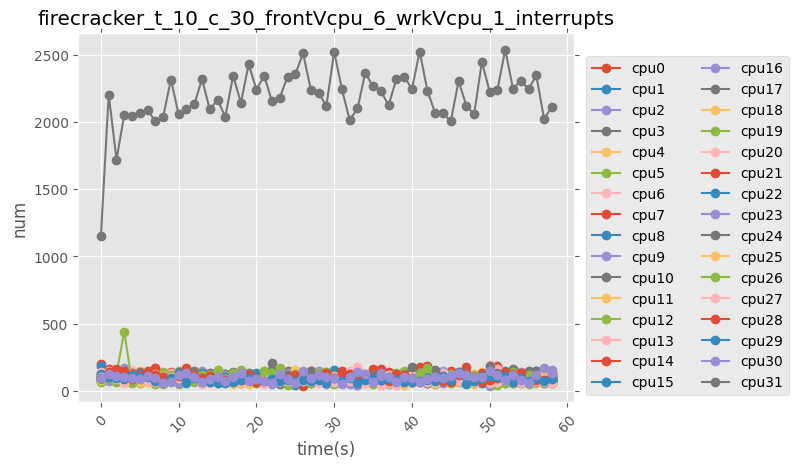 firecracker_t_10_c_30_frontVcpu_6_wrkVcpu_1_interrupts
2500
2000
1500
1000
500
0
num
0
10
20
30
40
50
60
time(s)
cpu0
cpu1
cpu2
cpu3
cpu4
cpu5
cpu6
cpu7
cpu8
cpu9
cpu10
cpu11
cpu12
cpu13
cpu14
cpu15
cpu16
cpu17
cpu18
cpu19
cpu20
cpu21
cpu22
cpu23
cpu24
cpu25
cpu26
cpu27
cpu28
cpu29
cpu30
cpu31